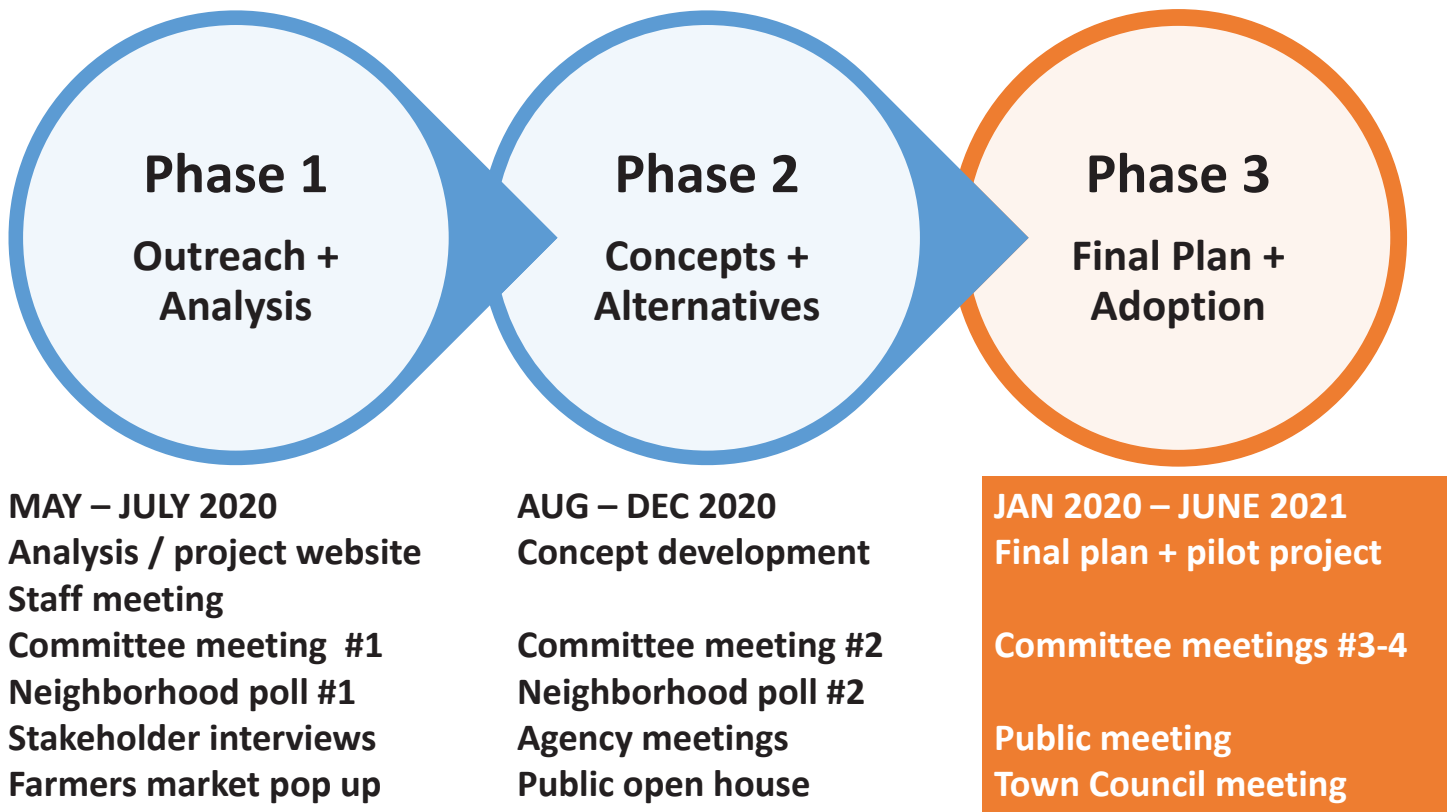 Phase 1
Outreach +
Analysis
Phase 2
Concepts +
Alternatives
Phase 3
Final Plan +
Adoption
MAY – JULY 2020
Analysis / project website
Staff meeting
Committee meeting #1
Neighborhood poll #1
Stakeholder interviews
Farmers market pop up
AUG – DEC 2020
Concept development
Committee meeting #2
Neighborhood poll #2
Agency meetings
Public open house
JAN 2020 – JUNE 2021
Final plan + pilot project
Committee meetings #3-4
Public meeting
Town Council meeting